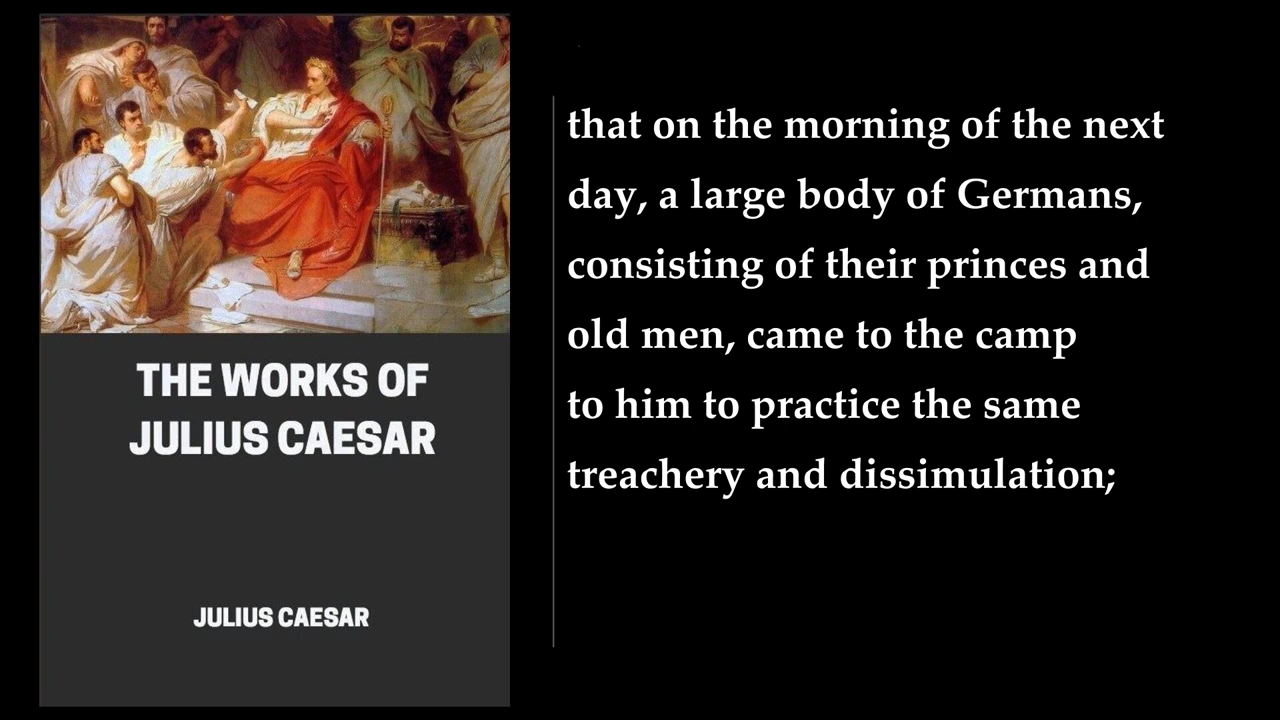 THE WORKS OF
JULIUS CAESAR
JULIUS CAESAR
that on the morning of the next
day, a large body of Germans,
consisting of their princes and
old men, came to the camp
to him to practice the same
treachery and dissimulation;